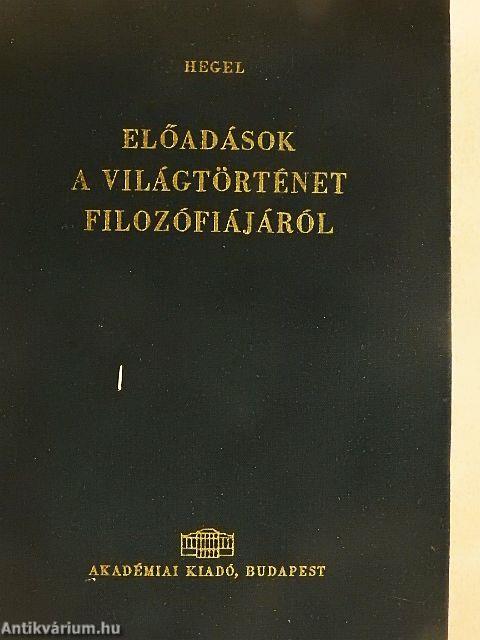 HEGEL
ELŐADÁSOK
A VILÁGTÖRTÉNET
FILOZÓFIÁJÁRÓL
AKADÉMIAI KIADÓ, BUDAPEST
Antikvárium.hu